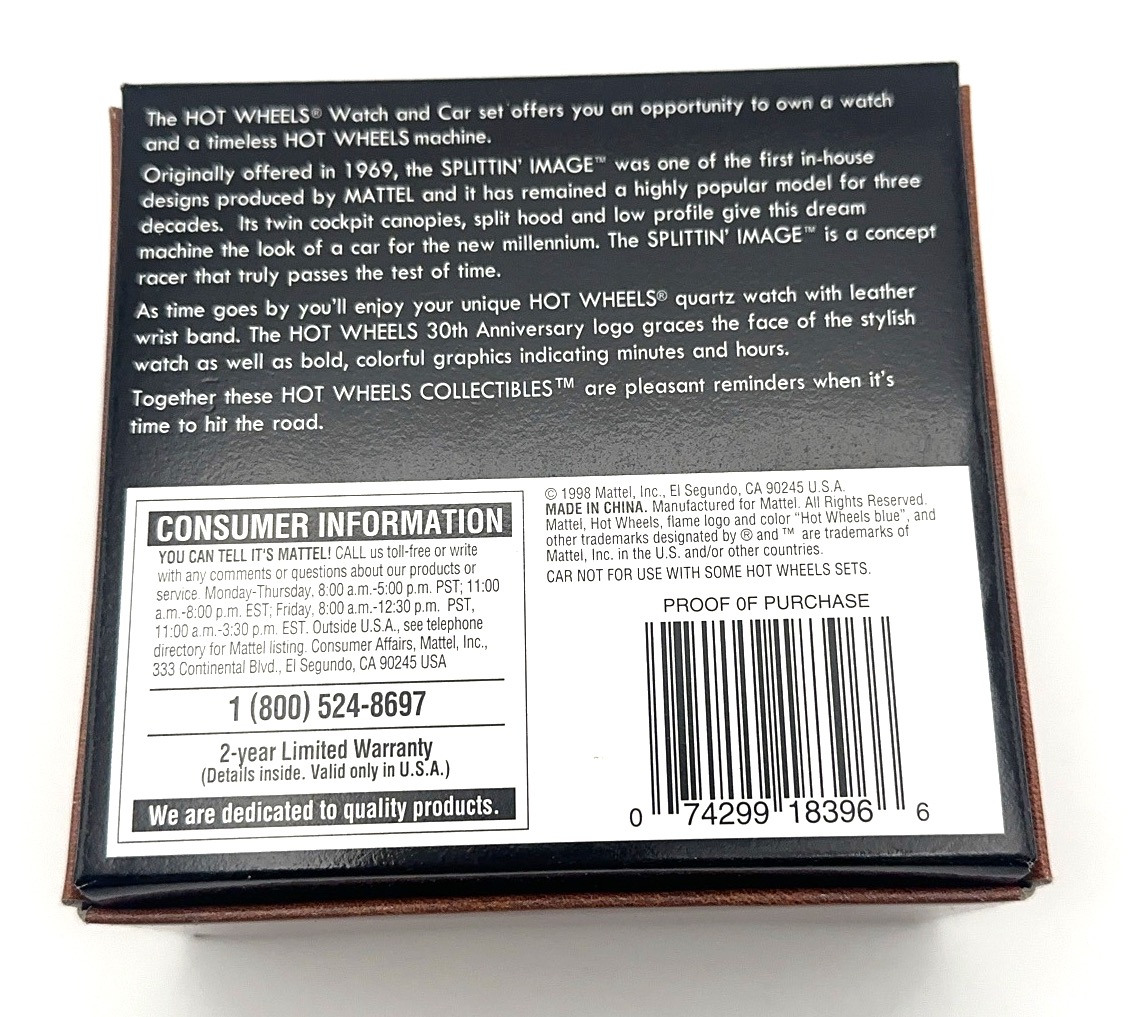 The HOT WHEELS® Watch and Car set offers you an opportunity to own a watch
and a timeless HOT WHEELS machine.
Originally offered in 1969, the SPLITTIN' IMAGE™ was one of the first in-house
designs produced by MATTEL and it has remained a highly popular model for three
decades. Its twin cockpit canopies, split hood and low profile give this dream
machine the look of a car for the new millennium. The SPLITTIN' IMAGE™ is a concept
racer that truly passes the test of time.
As time goes by you'll enjoy your unique HOT WHEELS® quartz watch with leather
wrist band. The HOT WHEELS 30th Anniversary logo graces the face of the stylish
watch as well as bold, colorful graphics indicating minutes and hours.
Together these HOT WHEELS COLLECTIBLES™ are pleasant reminders when it's
time to hit the road.
CONSUMER INFORMATION
YOU CAN TELL IT'S MATTEL! CALL us toll-free or write
with any comments or questions about our products or
service. Monday-Thursday, 8:00 a.m.-5:00 p.m. PST; 11:00
a.m.-8:00 p.m. EST; Friday, 8:00 a.m.-12:30 p.m. PST,
11:00 a.m.-3:30 p.m. EST. Outside U.S.A., see telephone
directory for Mattel listing. Consumer Affairs, Mattel, Inc.,
333 Continental Blvd., El Segundo, CA 90245 USA
1 (800) 524-8697
2-year Limited Warranty
(Details inside. Valid only in U.S.A.)
We are dedicated to quality products.
© 1998 Mattel, Inc., El Segundo, CA 90245 U.S.A.
MADE IN CHINA. Manufactured for Mattel. All Rights Reserved.
Mattel, Hot Wheels, flame logo and color "Hot Wheels blue", and
other trademarks designated by ® and ™ are trademarks of
Mattel, Inc. in the U.S. and/or other countries.
CAR NOT FOR USE WITH SOME HOT WHEELS SETS.
PROOF OF PURCHASE
0 74299 18396 6